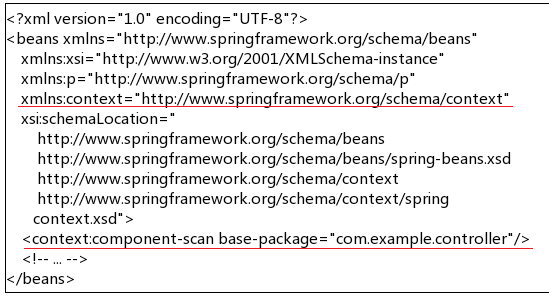 <?xml version="1.0" encoding="UTF-8"?>
<beans xmlns="http://www.springframework.org/schema/beans"
xmlns:xsi="http://www.w3.org/2001/XMLSchema-instance"
xmlns:p="http://www.springframework.org/schema/p"
xmlns:context="http://www.springframework.org/schema/context"
xsi:schemaLocation="
http://www.springframework.org/schema/beans
http://www.springframework.org/schema/beans/spring-beans.xsd
http://www.springframework.org/schema/context
http://www.springframework.org/schema/context/spring
context.xsd">
<context:component-scan base-package="com.example.controller"/>
<!-- ... -->
</beans>